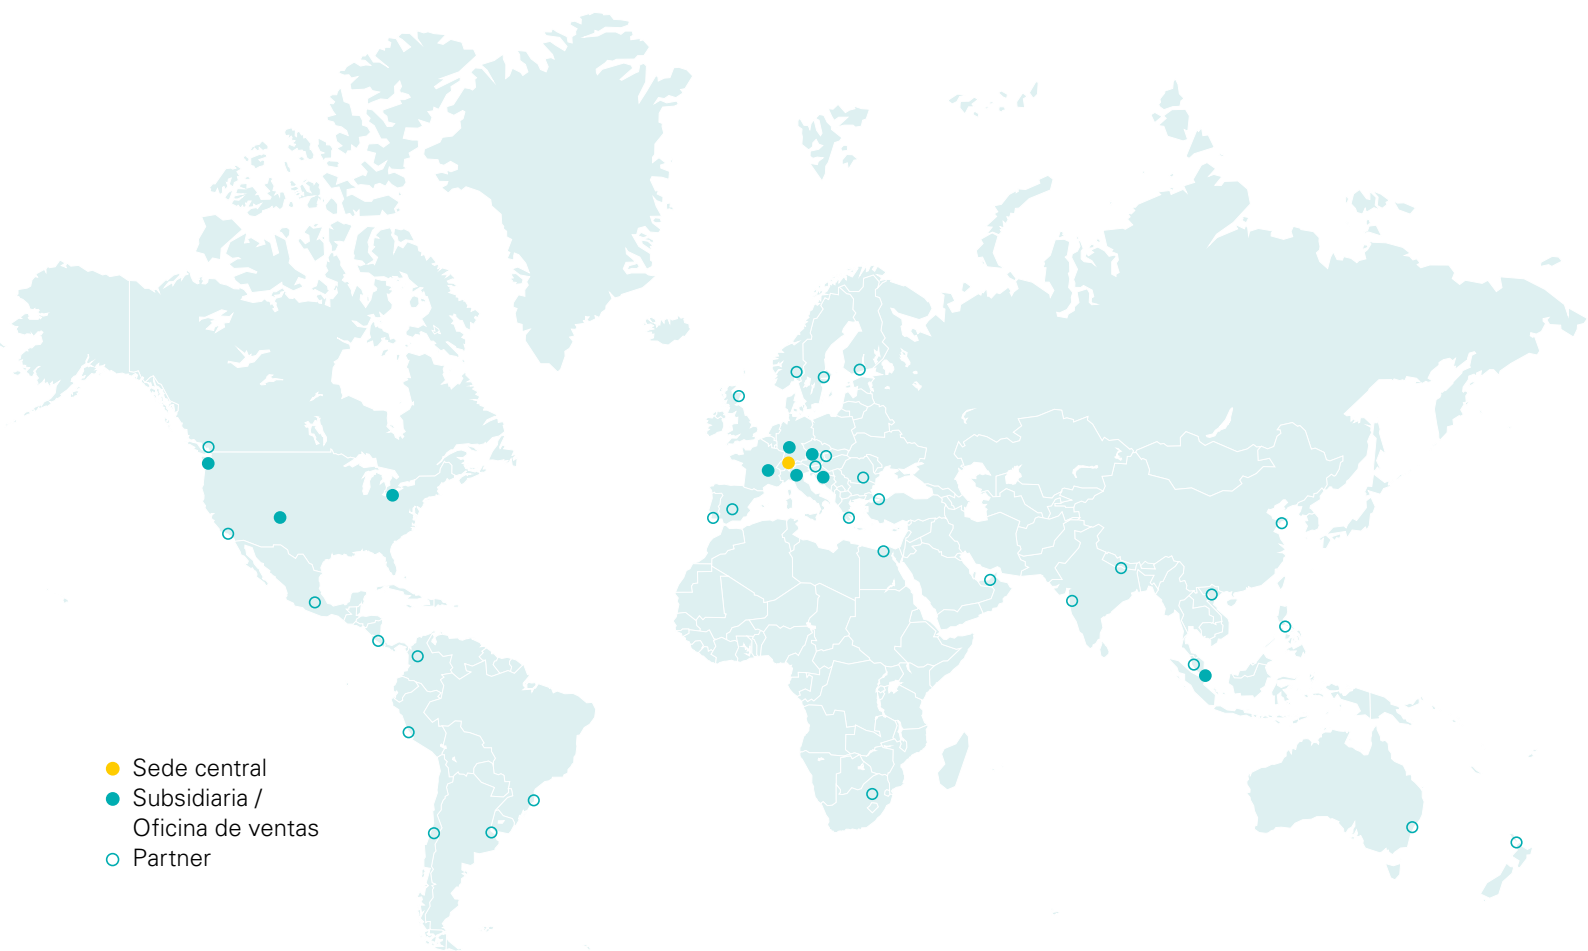 Sede central
Subsidiaria /
Oficina de ventas
Partner